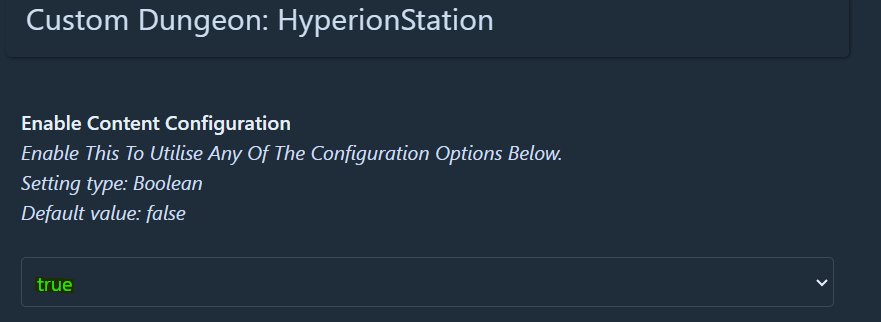 Custom Dungeon: HyperionStation
Enable Content Configuration
Enable This To Utilise Any Of The Configuration Options Below.
Setting type: Boolean
Default value: false
true